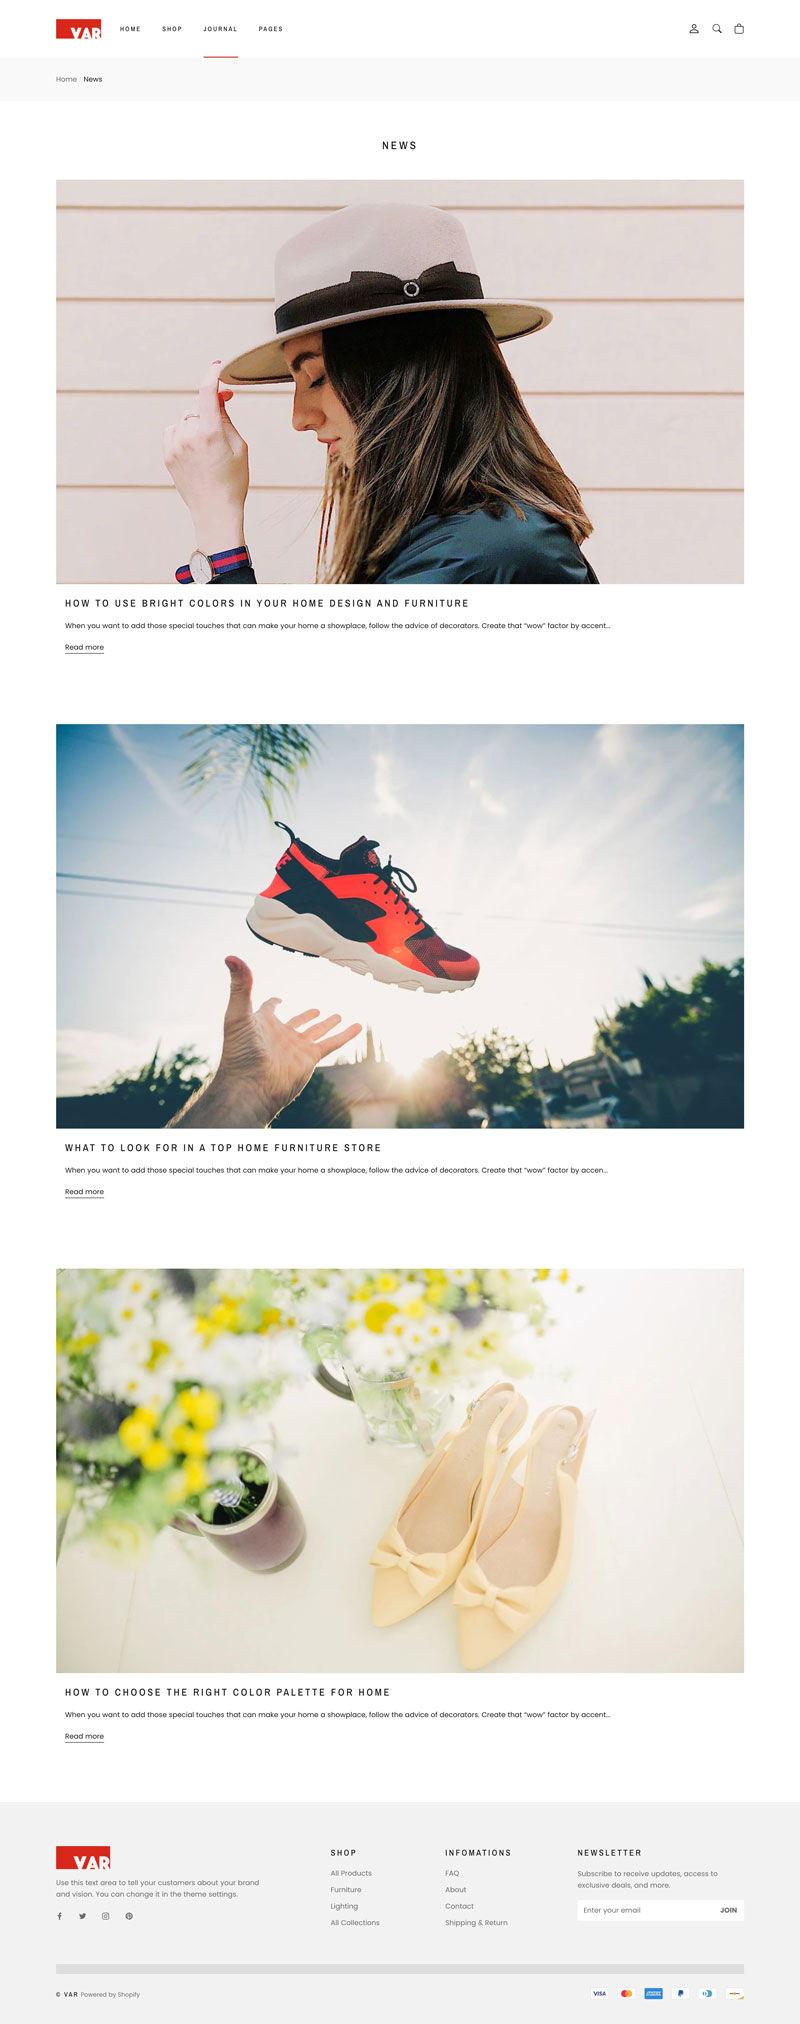 VAR
HOME
SHOP
JOURNAL
PAGES
Home / News
NEWS
HOW TO USE BRIGHT COLORS IN YOUR HOME DESIGN AND FURNITURE
When you want to add those special touches that can make your home a showplace, follow the advice of decorators. Create that “wow” factor by accent...
Read more
WHAT TO LOOK FOR IN A TOP HOME FURNITURE STORE
When you want to add those special touches that can make your home a showplace, follow the advice of decorators. Create that “wow” factor by accen...
Read more
HOW TO CHOOSE THE RIGHT COLOR PALETTE FOR HOME
When you want to add those special touches that can make your home a showplace, follow the advice of decorators. Create that “wow” factor by accent...
Read more
VAR
Use this text area to tell your customers about your brand
and vision. You can change it in the theme settings.
SHOP
All Products
Furniture
Lighting
All Collections
INFOMATIONS
FAQ
About
Contact
Shipping & Return
NEWSLETTER
Subscribe to receive updates, access to
exclusive deals, and more.
Enter your email
JOIN
© VAR Powered by Shopify
VISA